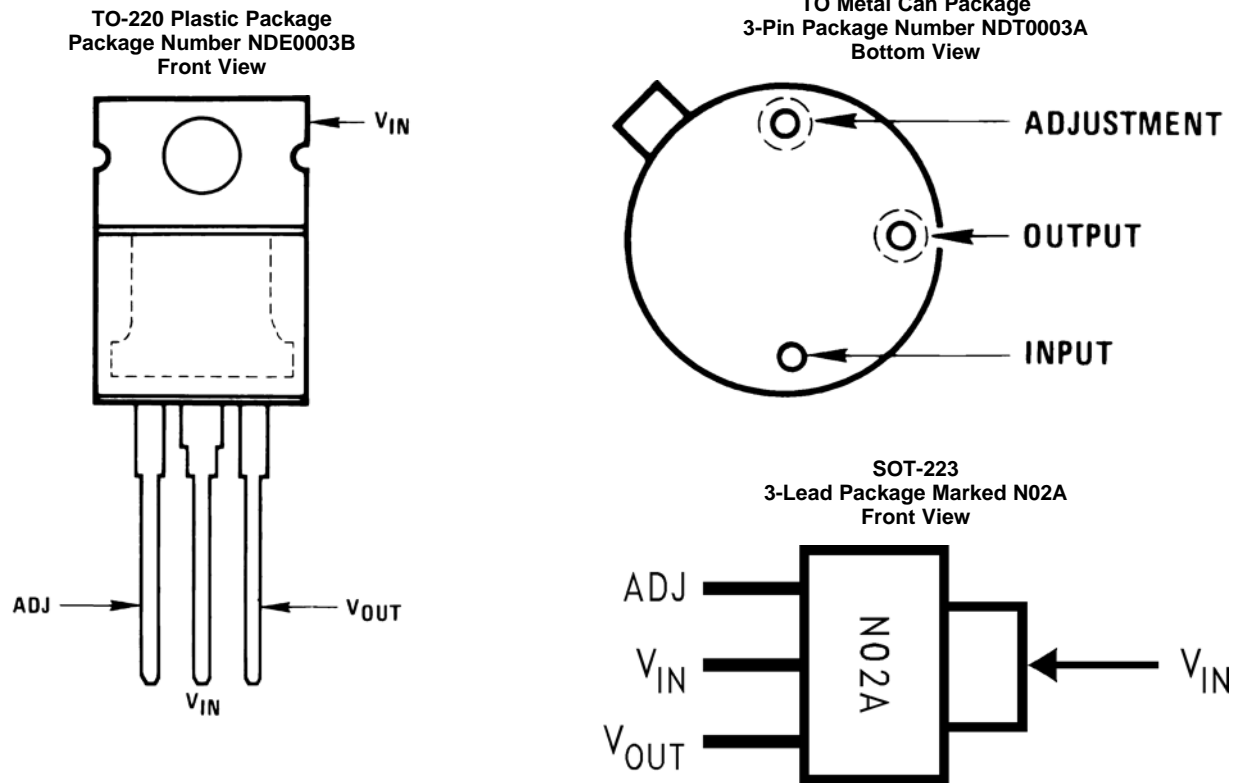 TO-220 Plastic Package
Package Number NDE0003B
Front View
VIN
ADJ
VOUT
VIN
TO Metal Can Package
3-Pin Package Number NDT0003A
Bottom View
ADJUSTMENT
OUTPUT
INPUT
SOT-223
3-Lead Package Marked N02A
Front View
ADJ
VIN
VOUT
N02A
VIN